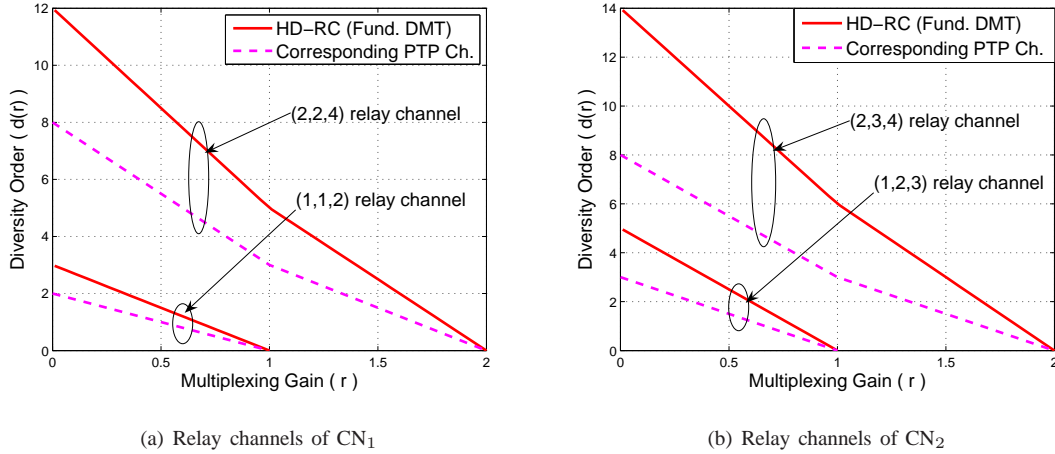 12
10
8
6
4
2
0
Diversity Order ( d(r) )
HD−RC (Fund. DMT)
Corresponding PTP Ch.
(2,2,4) relay channel
(1,1,2) relay channel
0
0.5
1
1.5
2
Multiplexing Gain ( r )
(a) Relay channels of CN1
14
12
10
8
6
4
2
0
Diversity Order ( d(r) )
HD−RC (Fund. DMT)
Corresponding PTP Ch.
(2,3,4) relay channel
(1,2,3) relay channel
0
0.5
1
1.5
2
Multiplexing Gain ( r )
(b) Relay channels of CN2